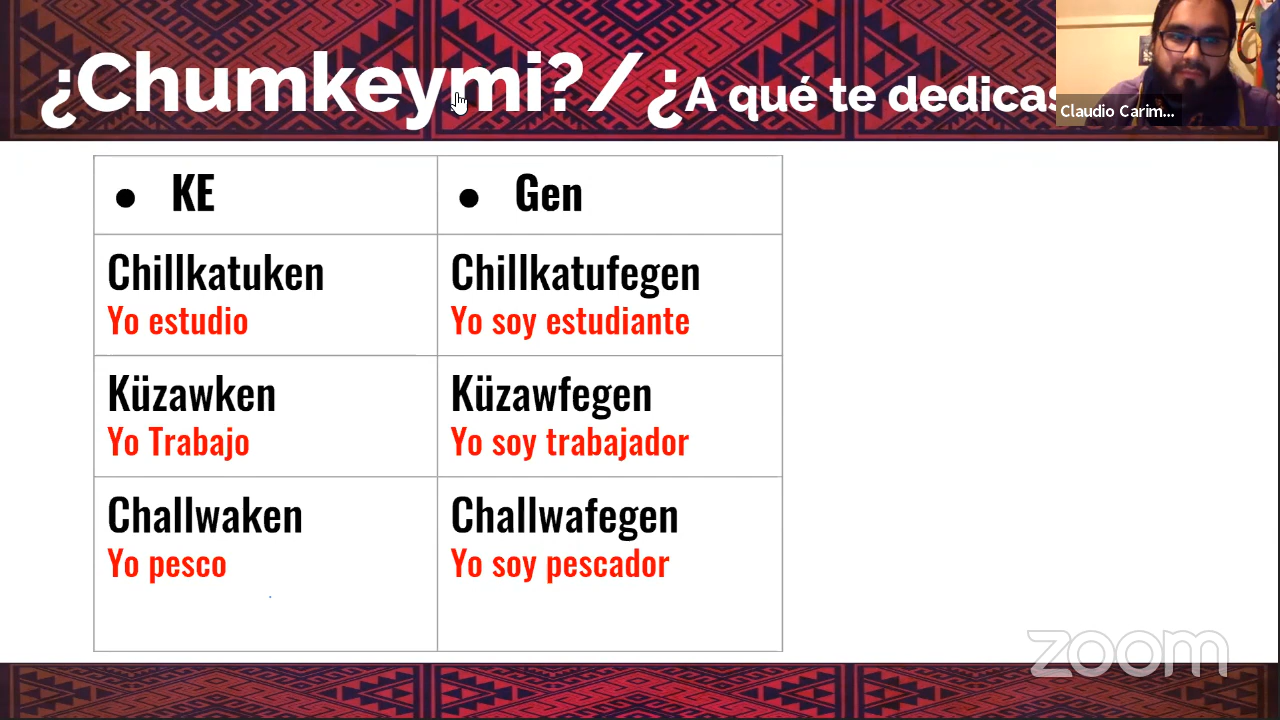 ¿Chumkeymi?/¿A qué te dedicas
Claudio Carim...
● KE
● Gen
Chillkatuken
Yo estudio
Chillkatufegen
Yo soy estudiante
Küzawken
Yo Trabajo
Küzawfegen
Yo soy trabajador
Challwaken
Yo pesco
Challwafegen
Yo soy pescador
zoom